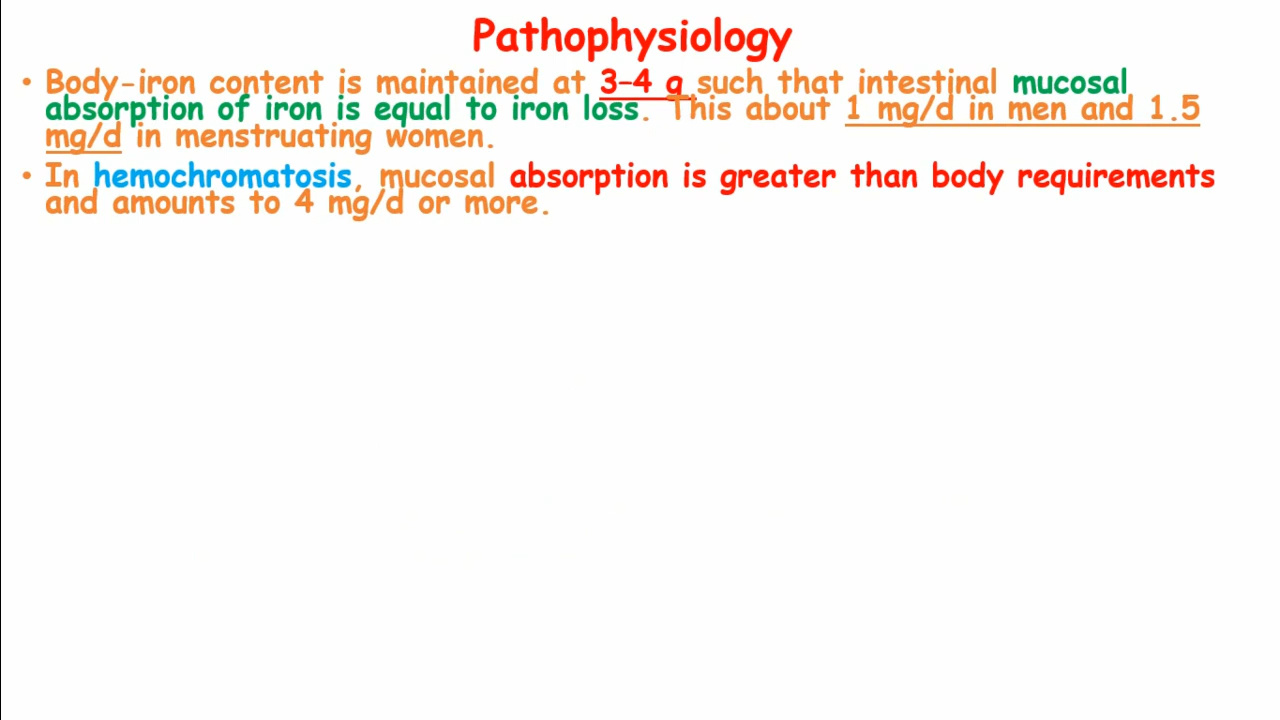 Pathophysiology
• Body-iron content is maintained at 3–4 g such that intestinal mucosal
absorption of iron is equal to iron loss. This about 1 mg/d in men and 1.5
mg/d in menstruating women.
• In hemochromatosis, mucosal absorption is greater than body requirements
and amounts to 4 mg/d or more.